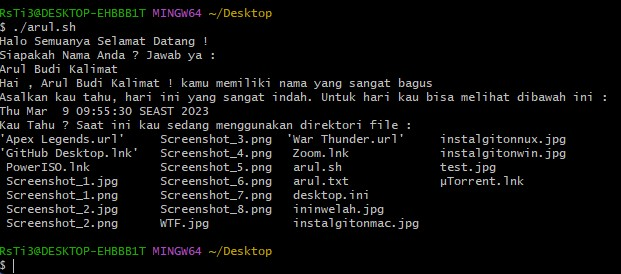 RsTi3@DESKTOP-EHBBB1T MINGW64 ~/Desktop
$ ./arul.sh
Halo Semuanya Selamat Datang !
Siapakah Nama Anda ? Jawab ya :
Arul Budi Kalimat
Hai , Arul Budi Kalimat ! kamu memiliki nama yang sangat bagus
Asalkan kau tahu, hari ini yang sangat indah. Untuk hari kau bisa melihat dibawah ini :
Thu Mar  9 09:55:30 SEAST 2023
Kau Tahu ? Saat ini kau sedang menggunakan direktori file :
'Apex Legends.url'     Screenshot_3.png  'War Thunder.url'     instalgitonnux.jpg
'GitHub Desktop.lnk'   Screenshot_4.png   Zoom.lnk             instalgitonwin.jpg
 PowerISO.lnk          Screenshot_5.png   arul.sh              test.jpg
 Screenshot_1.jpg      Screenshot_6.png   arul.txt             µTorrent.lnk
 Screenshot_1.png      Screenshot_7.png   desktop.ini
 Screenshot_2.jpg      Screenshot_8.png   ininwelah.jpg
 Screenshot_2.png      WTF.jpg            instalgitonmac.jpg
RsTi3@DESKTOP-EHBBB1T MINGW64 ~/Desktop
$